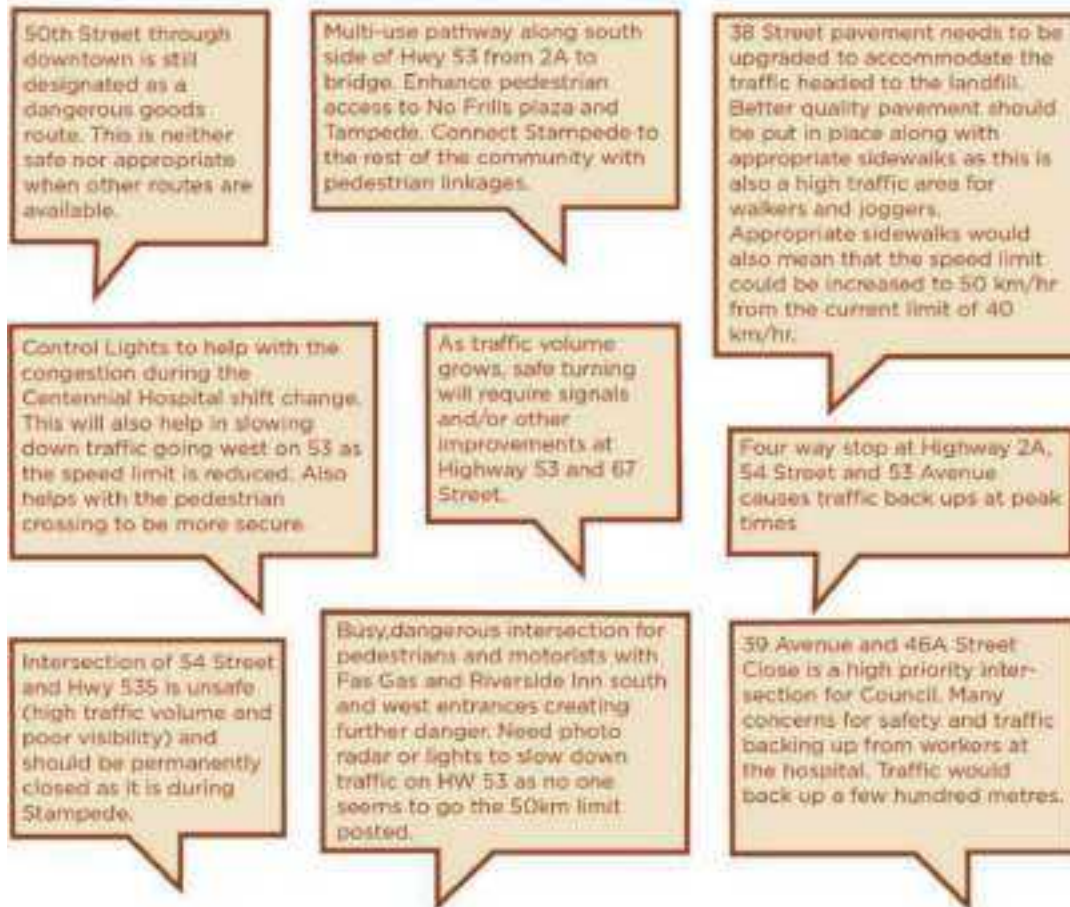 50th Street through
downtown is still
designated as a
dangerous goods
route. This is neither
safe nor appropriate
when other routes are
available.
Multi-use pathway along south
side of Hwy 53 from 2A to
bridge. Enhance pedestrian
access to No Frills plaza and
Tampede. Connect Stampede to
the rest of the community with
pedestrian linkages.
38 Street pavement needs to be
upgraded to accommodate the
traffic headed to the landfill.
Better quality pavement should
be put in place along with
appropriate sidewalks as this is
also a high traffic area for
walkers and joggers.
Appropriate sidewalks would
also mean that the speed limit
could be increased to 50 km/hr
from the current limit of 40
km/hr.
Control Lights to help with the
congestion during the
Centennial Hospital shift change.
This will also help in slowing
down traffic going west on 53 as
the speed limit is reduced. Also
helps with the pedestrian
crossing to be more secure
As traffic volume
grows, safe turning
will require signals
and/or other
improvements at
Highway 53 and 67
Street.
Four way stop at Highway 2A,
54 Street and 53 Avenue
causes traffic back ups at peak
times
Intersection of 54 Street
and Hwy 53S is unsafe
(high traffic volume and
poor visibility) and
should be permanently
closed as it is during
Stampede.
Busy,dangerous intersection for
pedestrians and motorists with
Fas Gas and Riverside Inn south
and west entrances creating
further danger. Need photo
radar or lights to slow down
traffic on HW 53 as no one
seems to go the 50km limit
posted.
39 Avenue and 46A Street
Close is a high priority inter-
section for Council. Many
concerns for safety and traffic
backing up from workers at
the hospital. Traffic would
back up a few hundred metres.